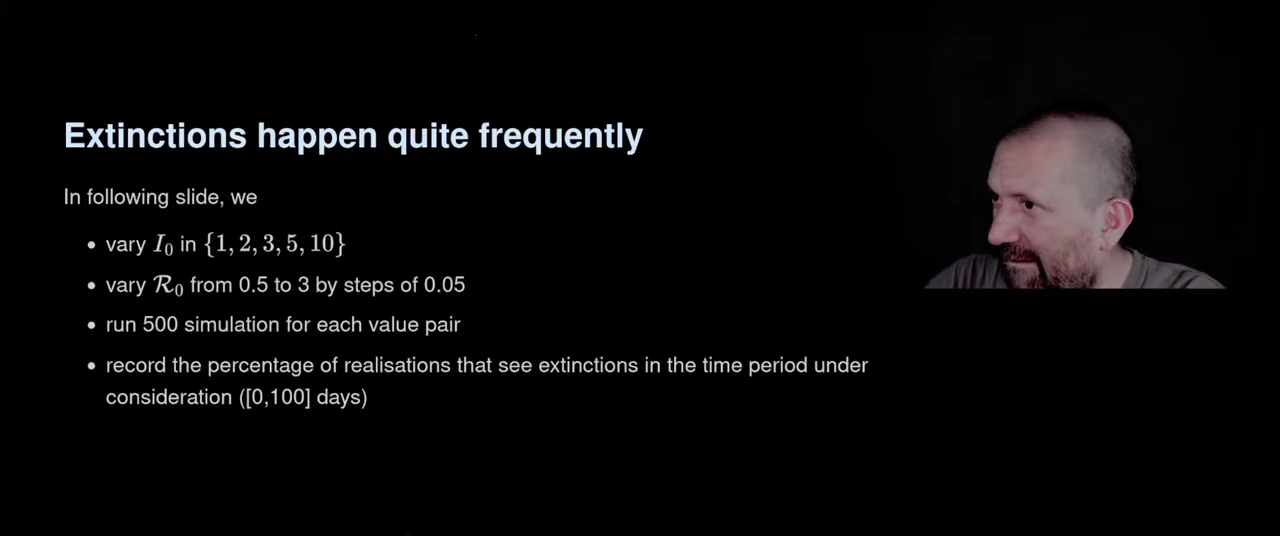 Extinctions happen quite frequently
In following slide, we
• vary I₀ in {1, 2, 3, 5, 10}
• vary ℛ₀ from 0.5 to 3 by steps of 0.05
• run 500 simulation for each value pair
• record the percentage of realisations that see extinctions in the time period under
consideration ([0,100] days)